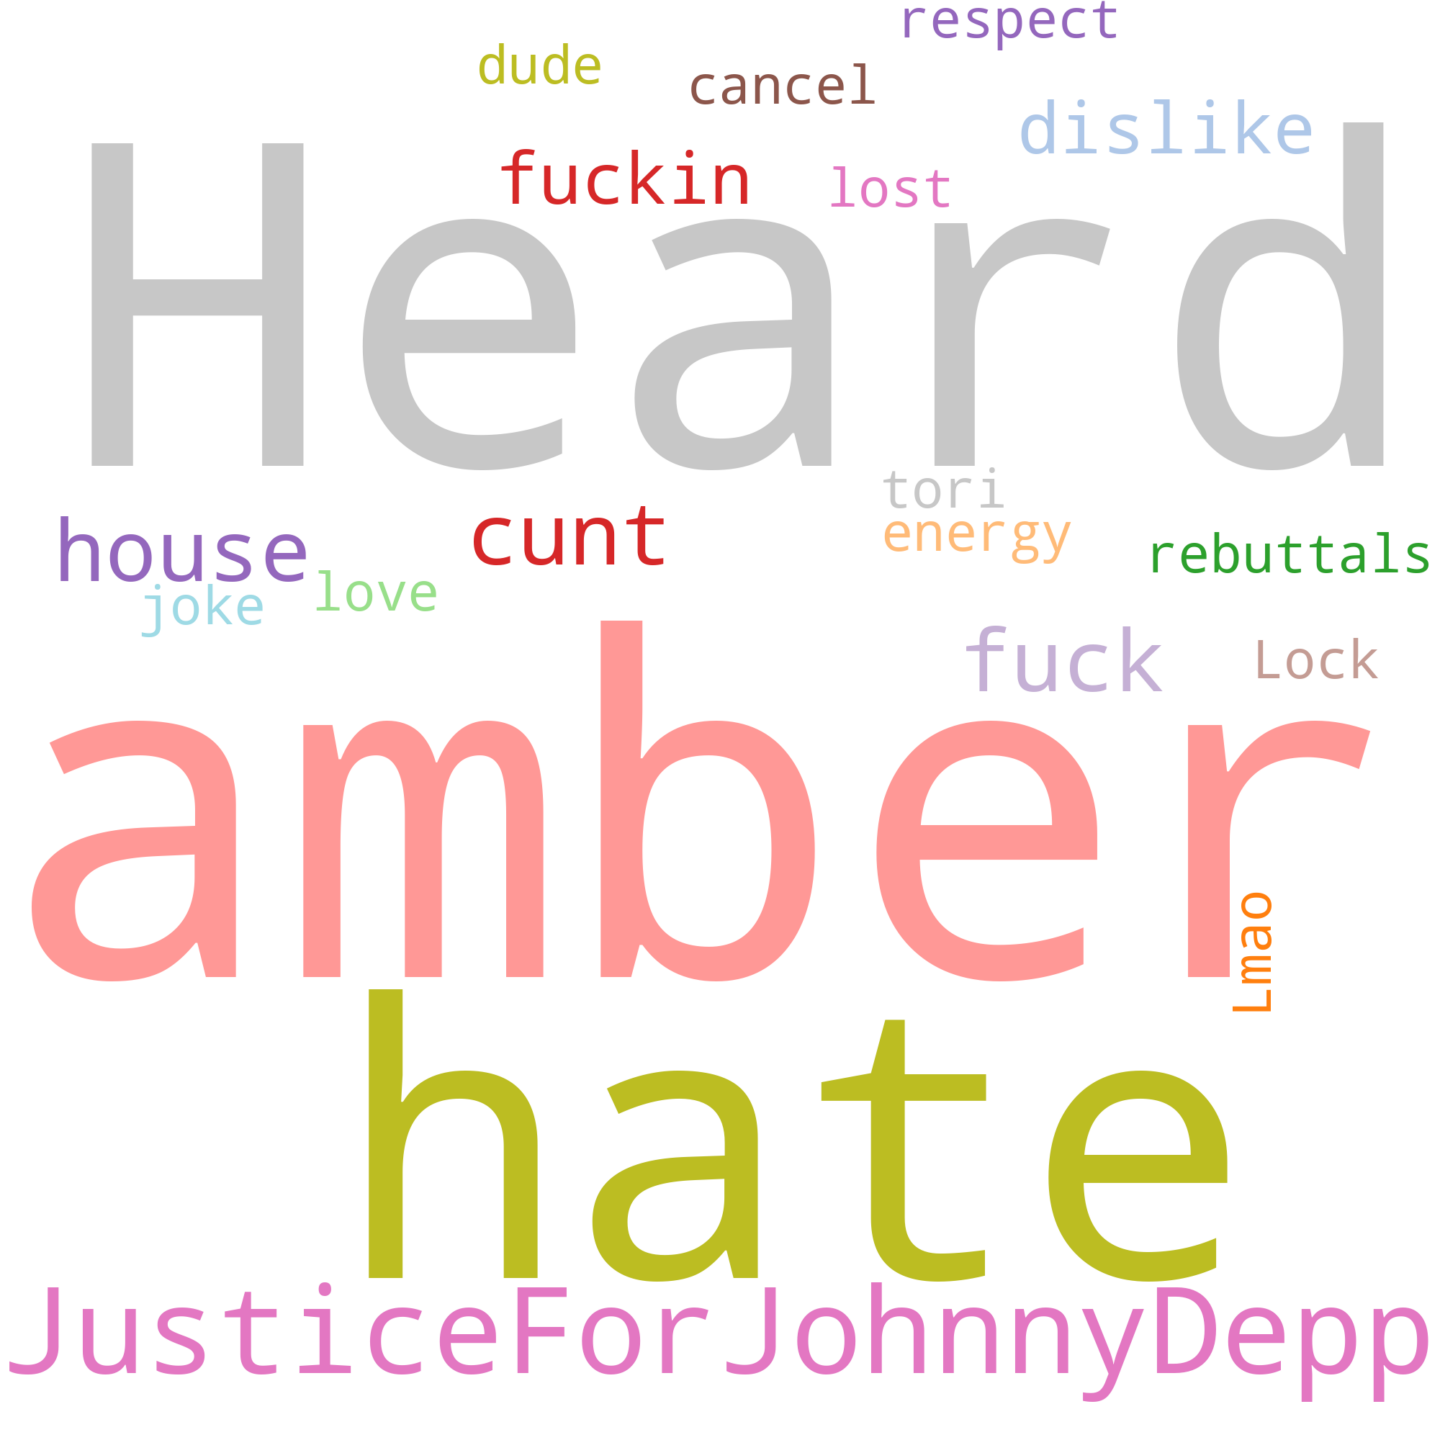 respect
dude
cancel
dislike
fuckin
lost
Heard
tori
house
cunt
energy
rebuttals
joke
love
fuck
Lock
amber
Lmao
hate
JusticeForJohnnyDepp